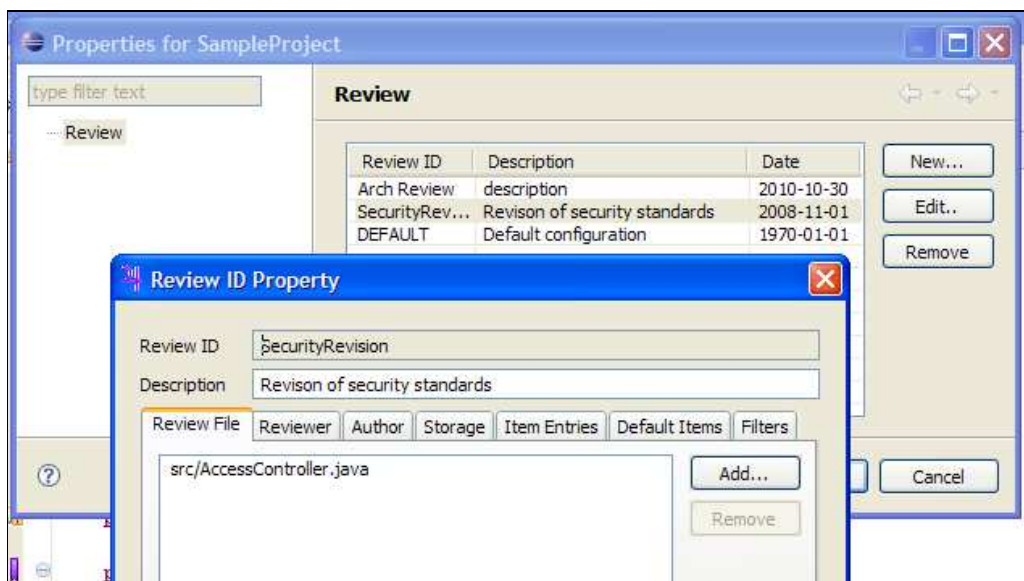 Properties for SampleProject
type filter text
Review
Review
Review ID Description Date
Arch Review description 2010-10-30
SecurityRev... Revison of security standards 2008-11-01
DEFAULT Default configuration 1970-01-01
New...
Edit..
Remove
Review ID Property
Review ID SecurityRevision
Description Revison of security standards
Review File Reviewer Author Storage Item Entries Default Items Filters
src/AccessController.java
Add...
Remove
Cancel